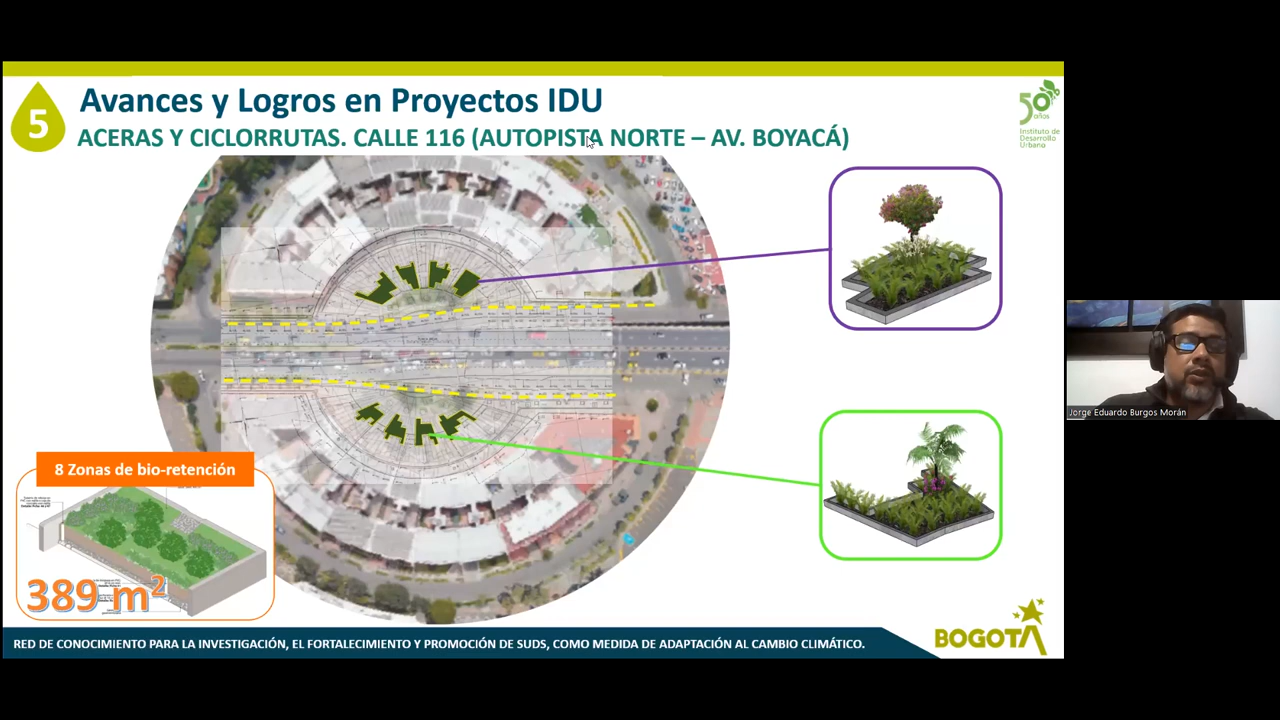 5
Avances y Logros en Proyectos IDU
ACERAS Y CICLORRUTAS. CALLE 116 (AUTOPISTA NORTE – AV. BOYACÁ)
50
años
Instituto de
Desarrollo
Urbano
8 Zonas de bio-retención
389 m²
Jorge Eduardo Burgos Morán
RED DE CONOCIMIENTO PARA LA INVESTIGACIÓN, EL FORTALECIMIENTO Y PROMOCIÓN DE SUDS, COMO MEDIDA DE ADAPTACIÓN AL CAMBIO CLIMÁTICO.
BOGOTÁ